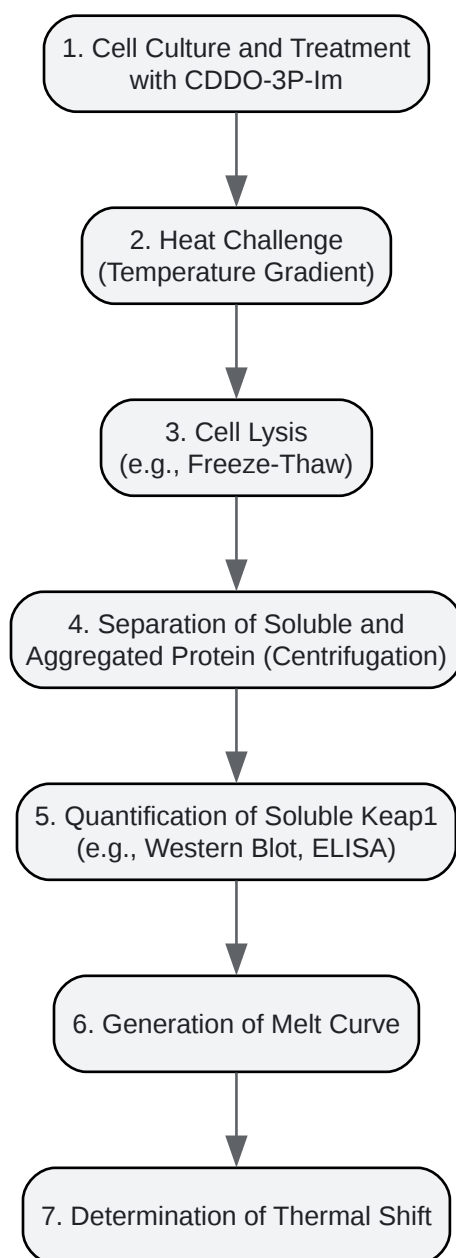 1. Cell Culture and Treatment
with CDDO-3P-Im
2. Heat Challenge
(Temperature Gradient)
3. Cell Lysis
(e.g., Freeze-Thaw)
4. Separation of Soluble and
Aggregated Protein (Centrifugation)
5. Quantification of Soluble Keap1
(e.g., Western Blot, ELISA)
6. Generation of Melt Curve
7. Determination of Thermal Shift